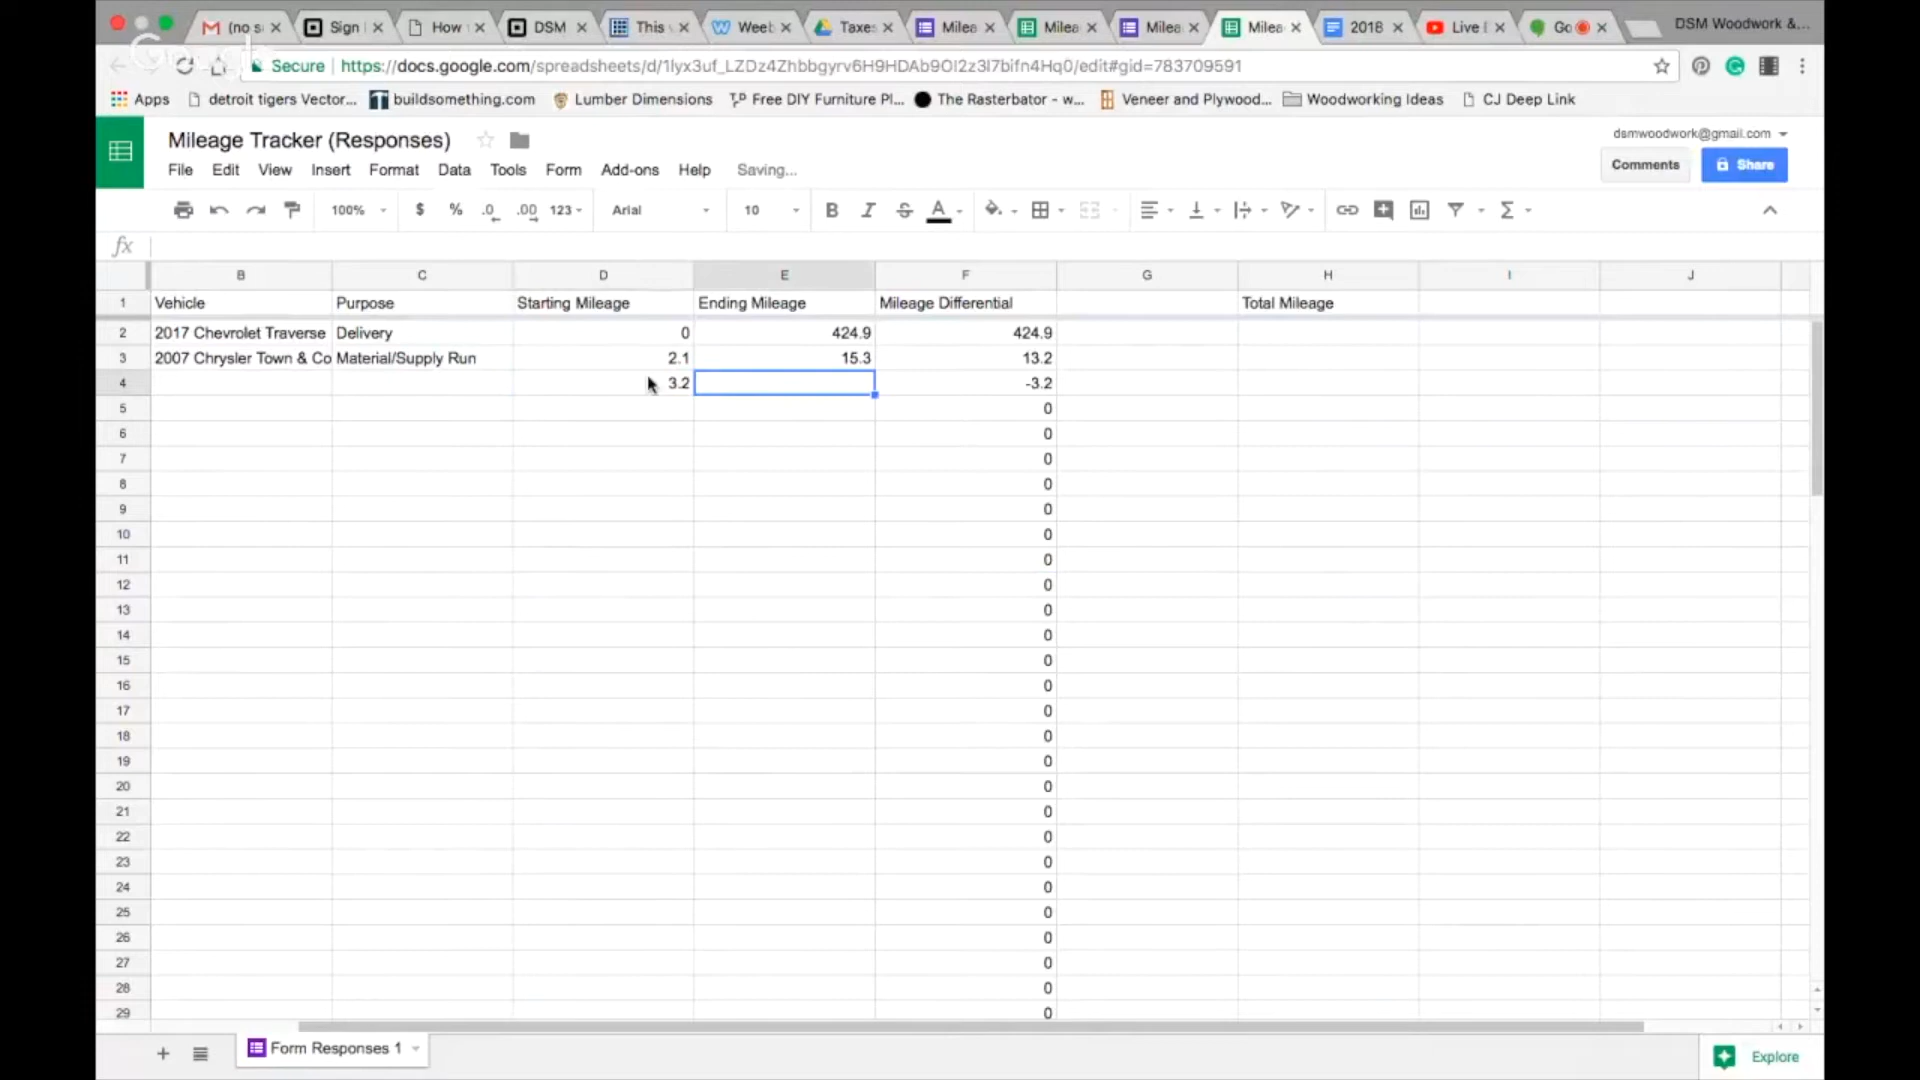 (no s
Sign
How
DSM
This
Weeb
Taxes
Milea
Milea
Milea
Milea
2018
Live
Go
DSM Woodwork &...
Google
Secure https://docs.google.com/spreadsheets/d/1lyx3uf_LZDz4Zhbbgyrv6H9HDAb9OI2z3l7bifn4Hq0/edit#gid=783709591
Apps detroit tigers Vector... buildsomething.com Lumber Dimensions Free DIY Furniture Pl... The Rasterbator - w... Veneer and Plywood... Woodworking Ideas CJ Deep Link
Mileage Tracker (Responses)
dsmwoodwork@gmail.com
File Edit View Insert Format Data Tools Form Add-ons Help Saving...
Comments Share
100% $ % .0 .00 123 Arial 10 B I S A Σ
fx
B C D E F G H I J
1 Vehicle Purpose Starting Mileage Ending Mileage Mileage Differential Total Mileage
2 2017 Chevrolet Traverse Delivery 0 424.9 424.9
3 2007 Chrysler Town & Co Material/Supply Run 2.1 15.3 13.2
4 3.2 -3.2
5 0
6 0
7 0
8 0
9 0
10 0
11 0
12 0
13 0
14 0
15 0
16 0
17 0
18 0
19 0
20 0
21 0
22 0
23 0
24 0
25 0
26 0
27 0
28 0
29 0
+ Form Responses 1
Explore